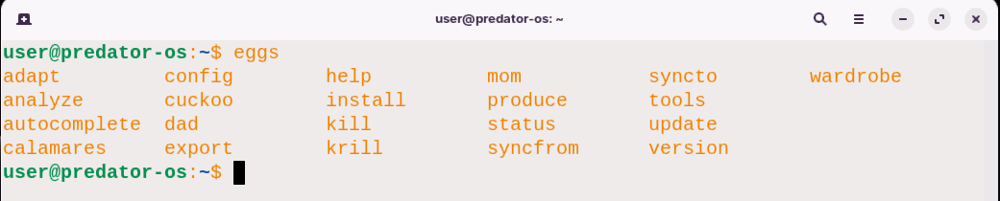 user@predator-os: ~
user@predator-os:~$ eggs
adapt config help mom syncto wardrobe
analyze cuckoo install produce tools
autocomplete dad kill status update
calamares export krill syncfrom version
user@predator-os:~$